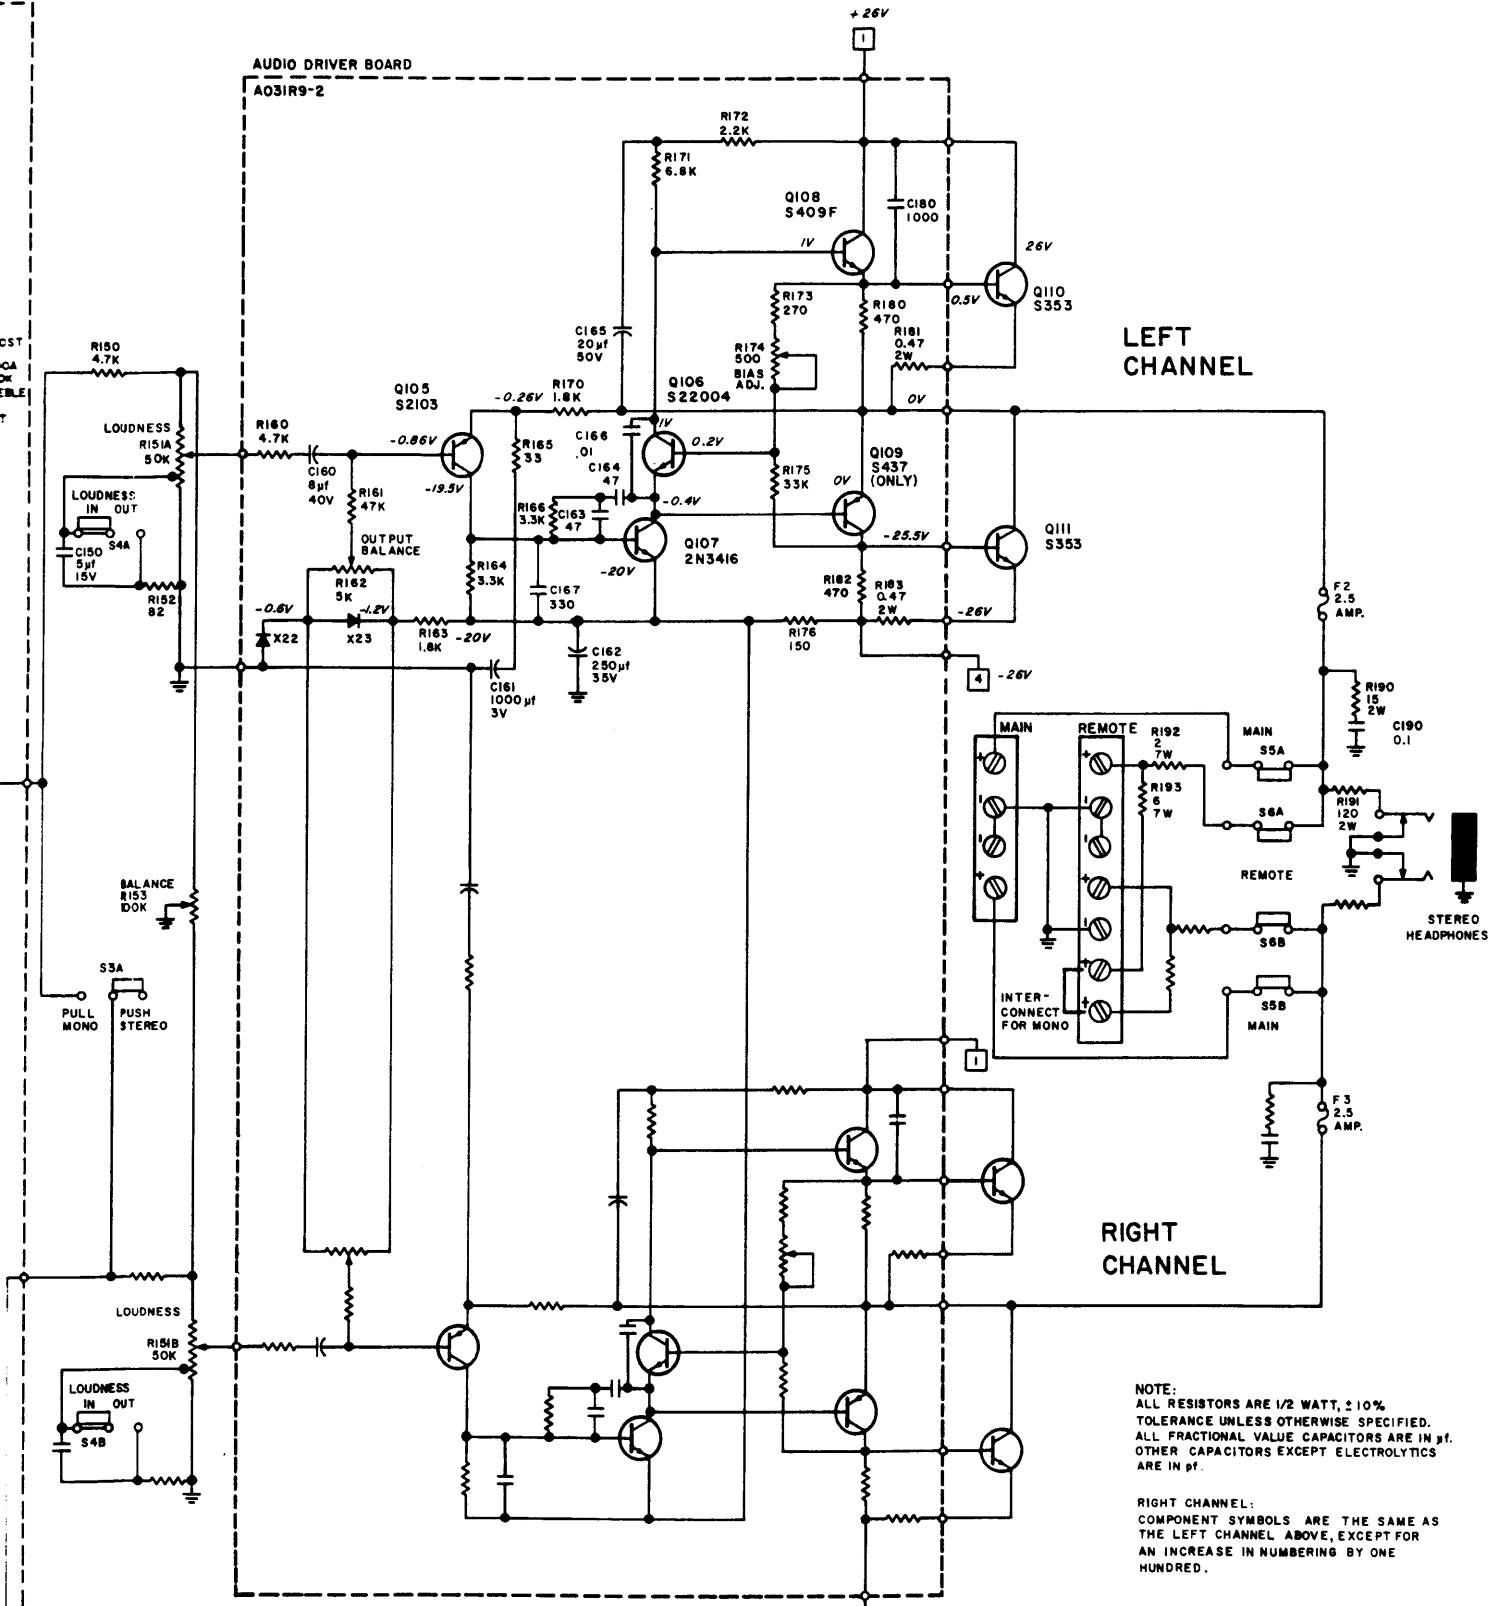 +26V
1
AUDIO DRIVER BOARD
A031R9-2
R172
2.2K
R171
6.8K
Q108
S409F
C180
1000
1V
26V
Q110
S353
0.5V
R173
270
R180
470
R181
0.47
2W
C165
20µf
50V
R174
500
BIAS
ADJ.
LEFT
CHANNEL
CST
R150
4.7K
Q105
S2103
-0.26V
R170
1.8K
Q106
S22004
0V
LOUDNESS
R151A
50K
R160
4.7K
-0.86V
R165
33
C166
.01
1V
0.2V
Q109
S437
(ONLY)
C160
8µf
40V
C164
47
R175
33K
0V
LOUDNESS
IN OUT
S4A
-19.5V
R161
47K
R166
3.3K
C163
47
-0.4V
-25.5V
Q111
S353
C150
5µf
15V
OUTPUT
BALANCE
Q107
2N3416
R164
3.3K
-20V
R152
82
R162
5K
C167
330
R182
470
R183
0.47
2W
F2
2.5
AMP.
-0.6V
-1.2V
-26V
X22
X23
R163
1.8K
-20V
R176
150
C162
250µf
35V
4
-26V
C161
1000µf
3V
R190
15
2W
C190
0.1
MAIN
REMOTE
R192
2
7W
MAIN
S5A
R193
6
7W
S6A
R191
120
2W
REMOTE
BALANCE
R153
100K
STEREO
HEADPHONES
S6B
S3A
PULL
MONO
PUSH
STEREO
INTER-
CONNECT
FOR MONO
S5B
MAIN
1
F3
2.5
AMP.
RIGHT
CHANNEL
LOUDNESS
R151B
50K
LOUDNESS
IN OUT
S4B
NOTE:
ALL RESISTORS ARE 1/2 WATT, ±10%
TOLERANCE UNLESS OTHERWISE SPECIFIED.
ALL FRACTIONAL VALUE CAPACITORS ARE IN µf.
OTHER CAPACITORS EXCEPT ELECTROLYTICS
ARE IN pf.
RIGHT CHANNEL:
COMPONENT SYMBOLS ARE THE SAME AS
THE LEFT CHANNEL ABOVE, EXCEPT FOR
AN INCREASE IN NUMBERING BY ONE
HUNDRED.